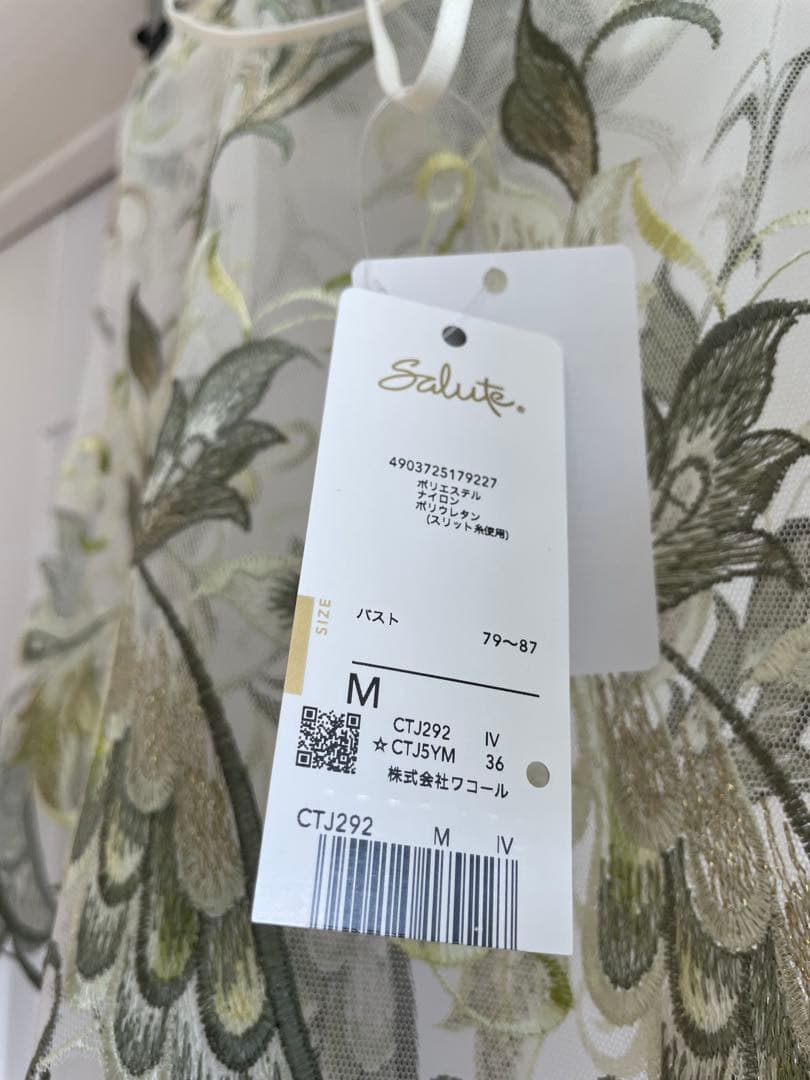 Salute.
4903725179227
ポリエステル
ナイロン
ポリウレタン
(スリット糸使用)
SIZE
バスト
79〜87
M
CTJ292 IV
☆CTJ5YM 36
株式会社ワコール
CTJ292 M IV